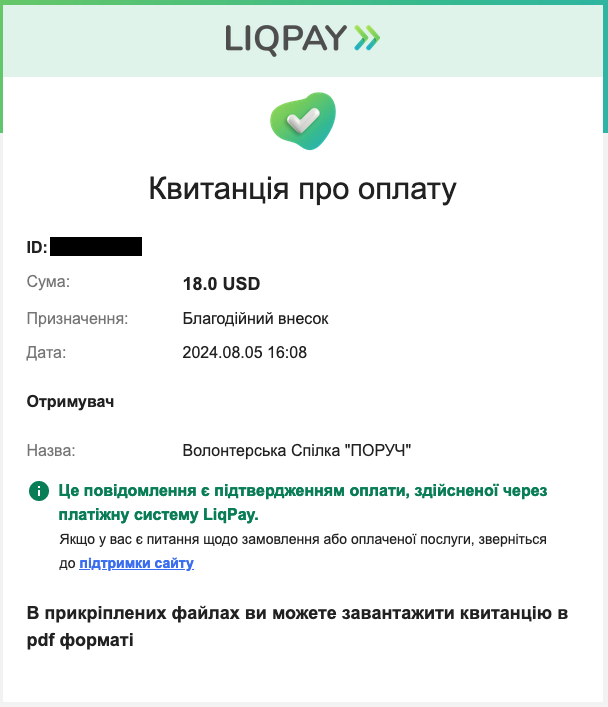 LIQPAY
Квитанція про оплату
ID:
Сума: 18.0 USD
Призначення: Благодійний внесок
Дата: 2024.08.05 16:08
Отримувач
Назва: Волонтерська Спілка "ПОРУЧ"
Це повідомлення є підтвердженням оплати, здійсненої через
платіжну систему LiqPay.
Якщо у вас є питання щодо замовлення або оплаченої послуги, зверніться
до підтримки сайту
В прикріплених файлах ви можете завантажити квитанцію в
pdf форматі